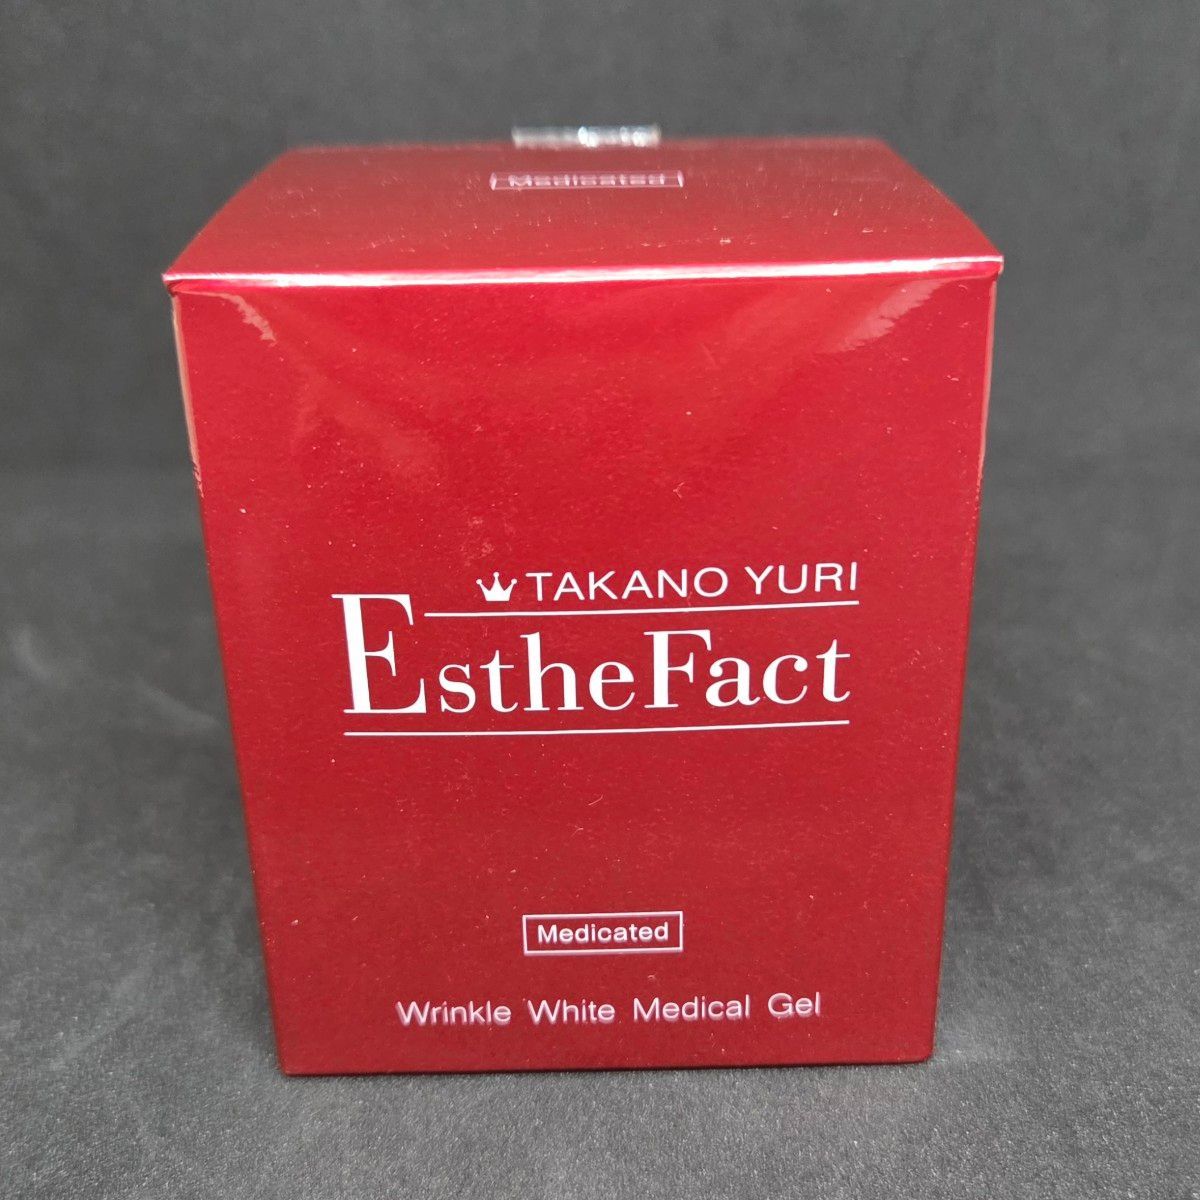 Medicated
TAKANO YURI
EstheFact
Medicated
Wrinkle White Medical Gel